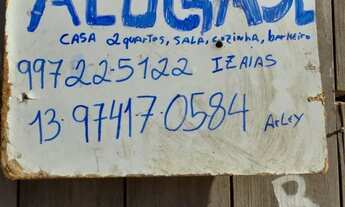 ALUGASE
CASA 2 quartos, SALA, cozinha, banheiro
997225122 IZAIAS
13.97417.0584 Arley
R